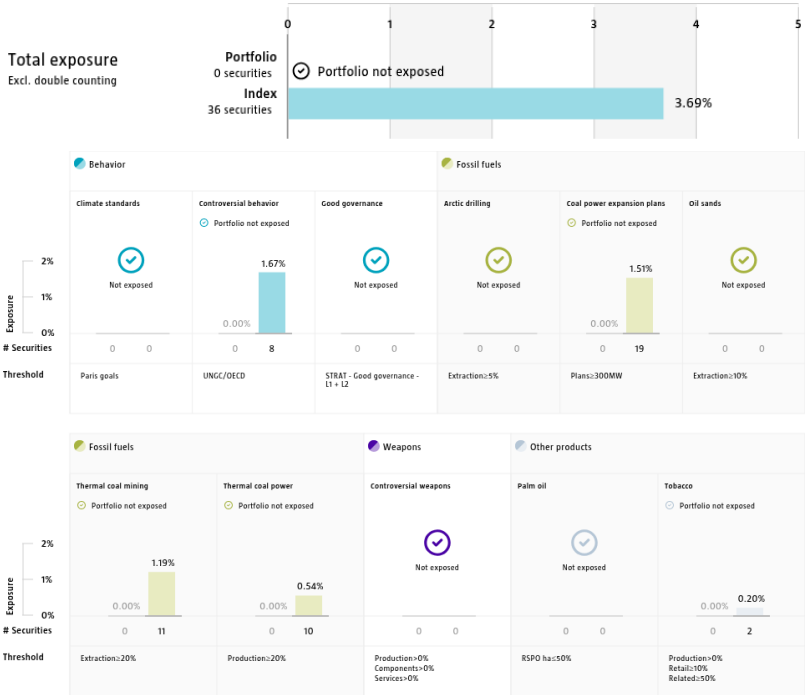 0 1 2 3 4 5
Total exposure
Excl. double counting
Portfolio
0 securities
Portfolio not exposed
Index
36 securities
3.69%
Behavior
Fossil fuels
Climate standards
Controversial behavior
Good governance
Arctic drilling
Coal power expansion plans
Oil sands
Portfolio not exposed
Portfolio not exposed
Exposure
2%
1%
0%
Not exposed
0.00%
1.67%
Not exposed
Not exposed
0.00%
1.51%
Not exposed
# Securities
0 0
0 8
0 0
0 0
0 19
0 0
Threshold
Paris goals
UNGC/OECD
STRAT - Good governance -
L1 + L2
Extraction≥5%
Plans≥300MW
Extraction≥10%
Fossil fuels
Weapons
Other products
Thermal coal mining
Thermal coal power
Controversial weapons
Palm oil
Tobacco
Portfolio not exposed
Portfolio not exposed
Portfolio not exposed
Exposure
2%
1%
0%
0.00%
1.19%
0.00%
0.54%
Not exposed
Not exposed
0.00%
0.20%
# Securities
0 11
0 10
0 0
0 0
0 2
Threshold
Extraction≥20%
Production≥20%
Production>0%
Components>0%
Services>0%
RSPO ha≤50%
Production>0%
Retail≥10%
Related≥50%